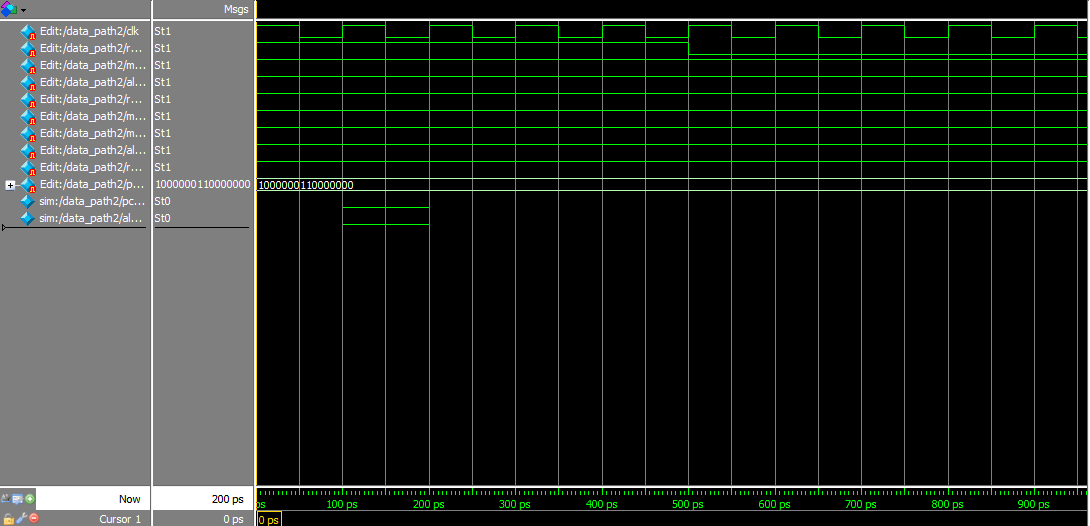 Msgs
Edit:/data_path2/clk St1
Edit:/data_path2/r... St1
Edit:/data_path2/m... St1
Edit:/data_path2/al... St1
Edit:/data_path2/r... St1
Edit:/data_path2/m... St1
Edit:/data_path2/m... St1
Edit:/data_path2/al... St1
Edit:/data_path2/r... St1
Edit:/data_path2/p... 1000000110000000 1000000110000000
sim:/data_path2/pc... St0
sim:/data_path2/al... St0
Now 200 ps ps 100 ps 200 ps 300 ps 400 ps 500 ps 600 ps 700 ps 800 ps 900 ps
Cursor 1 0 ps 0 ps